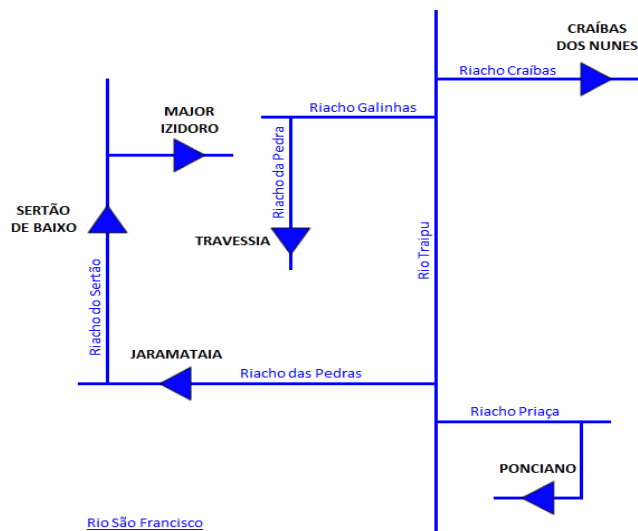 CRAÍBAS
DOS NUNES
Riacho Craíbas
MAJOR
IZIDORO
Riacho Galinhas
Riacho da Pedra
SERTÃO
DE BAIXO
TRAVESSIA
Rio Traipu
Riacho do Sertão
JARAMATAIA
Riacho das Pedras
Riacho Priaça
PONCIANO
Rio São Francisco